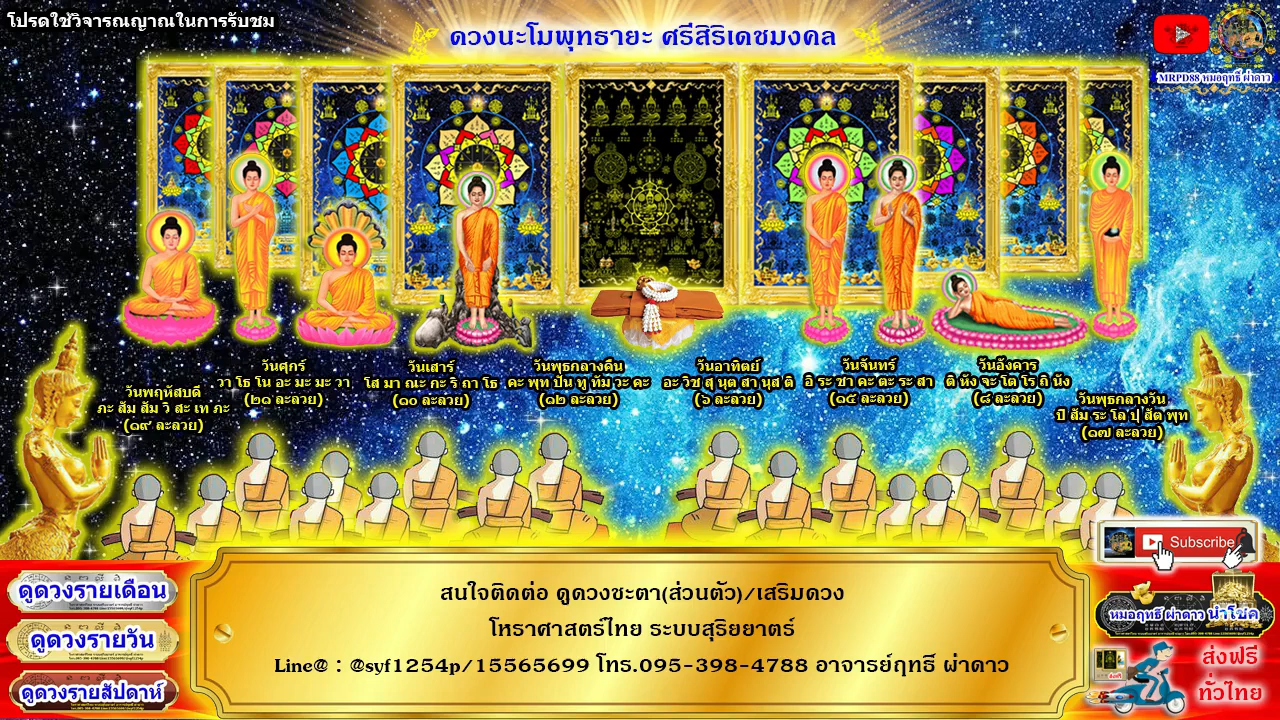 โปรดใช้วิจารณญาณในการรับชม
ดวงนะโมพุทธายะ ศรีสิริเดชมงคล
MRPD88 หมอฤทธิ์ ผ่าดาว
วันพฤหัสบดี
ภะ สัม สัม วิ สะ เท ภะ
(๑๙ ละลวย)
วันศุกร์
วา โธ โน อะ มะ มะ วา
(๒๑ ละลวย)
วันเสาร์
โส มา ณะ กะ ริ ถา โธ
(๑๐ ละลวย)
วันพุธกลางคืน
คะ พุท ปัน ทู ทัม วะ คะ
(๑๒ ละลวย)
วันอาทิตย์
อะ วิช สุ นุต สา นุส ติ
(๖ ละลวย)
วันจันทร์
อิ ระ ชา คะ ตะ ระ สา
(๑๕ ละลวย)
วันอังคาร
ติ หัง จะ โต โร ถิ นัง
(๘ ละลวย)
วันพุธกลางวัน
ปิ สัม ระ โล ปุ สัต พุท
(๑๗ ละลวย)
Subscribe
ดูดวงรายเดือน
ดูดวงรายวัน
ดูดวงรายสัปดาห์
สนใจติดต่อ ดูดวงชะตา(ส่วนตัว)/เสริมดวง
โหราศาสตร์ไทย ระบบสุริยยาตร์
Line@ : @syf1254p/15565699 โทร.095-398-4788 อาจารย์ฤทธิ์ ผ่าดาว
หมอฤทธิ์ ผ่าดาว นำโชค
ส่งฟรี
ทั่วไทย